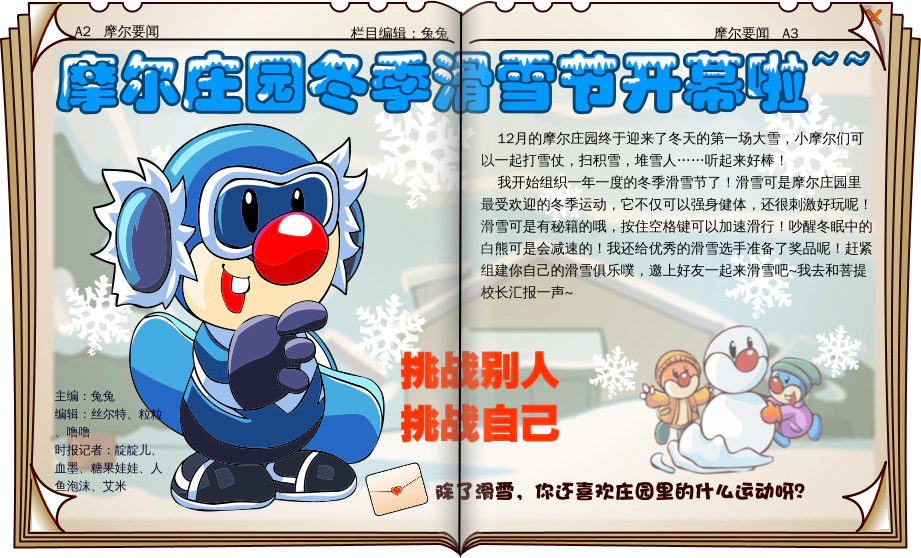 A2 摩尔要闻
栏目编辑：兔兔
摩尔要闻 A3
摩尔庄园冬季滑雪节开幕啦~~
12月的摩尔庄园终于迎来了冬天的第一场大雪，小摩尔们可
以一起打雪仗，扫积雪，堆雪人……听起来好棒！
我开始组织一年一度的冬季滑雪节了！滑雪可是摩尔庄园里
最受欢迎的冬季运动，它不仅可以强身健体，还很刺激好玩呢！
滑雪可是有秘籍的哦，按住空格键可以加速滑行！吵醒冬眠中的
白熊可是会减速的！我还给优秀的滑雪选手准备了奖品呢！赶紧
组建你自己的滑雪俱乐噗，邀上好友一起来滑雪吧~我去和菩提
校长汇报一声~
挑战别人
挑战自己
主编：兔兔
编辑：丝尔特、粒粒
、噜噜
时报记者：靛靛儿、
血墨、糖果娃娃、人
鱼泡沫、艾米
除了滑雪，你还喜欢庄园里的什么运动呀？